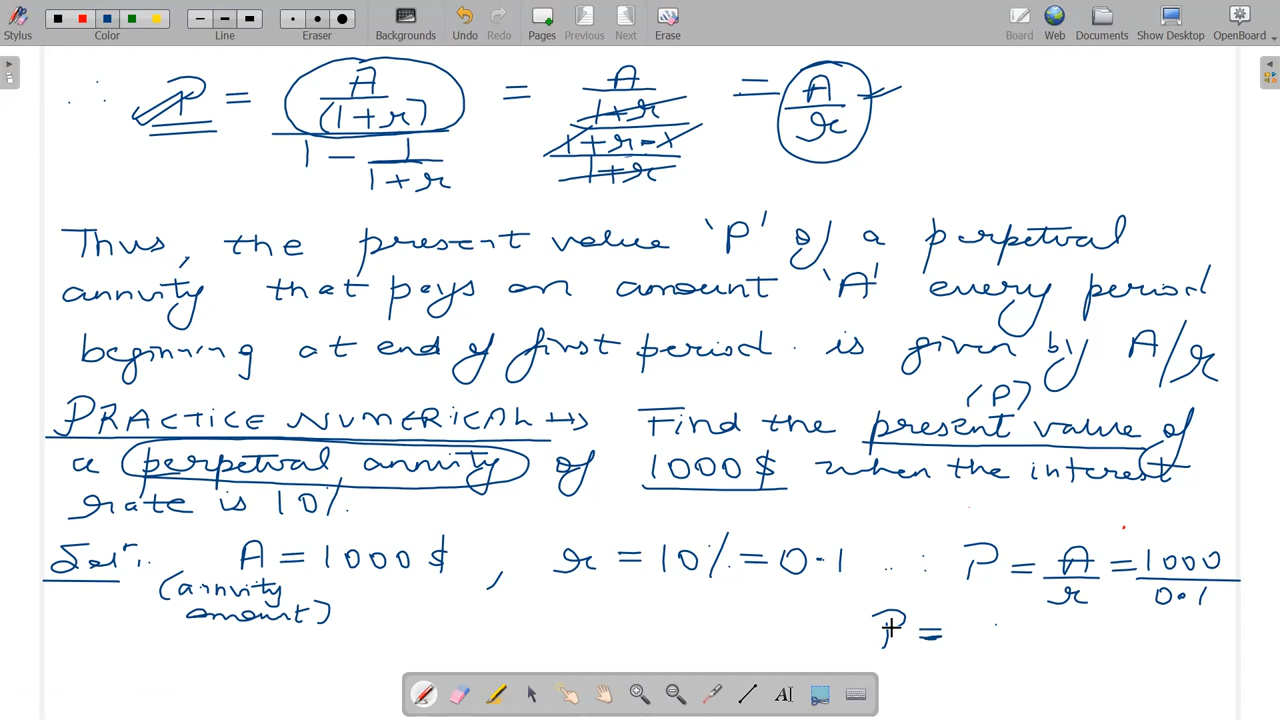 Stylus Color Line Eraser Backgrounds Undo Redo Pages Previous Next Erase Board Web Documents Show Desktop OpenBoard
∴ P = A/(1+r) / 1 - 1/1+r = A/1+r / 1+r-1/1+r = A/r
Thus, the present value 'P' of a perpetual
annuity that pays an amount 'A' every period
beginning at end of first period. is given by A/r
(P)
PRACTICE NUMERICAL ↦ Find the present value of
a perpetual annuity of 1000 $ when the interest
rate is 10%.
Solⁿ: A = 1000 $, r = 10% = 0.1 ∴ P = A/r = 1000/0.1
(annuity
amount)
P =
AI